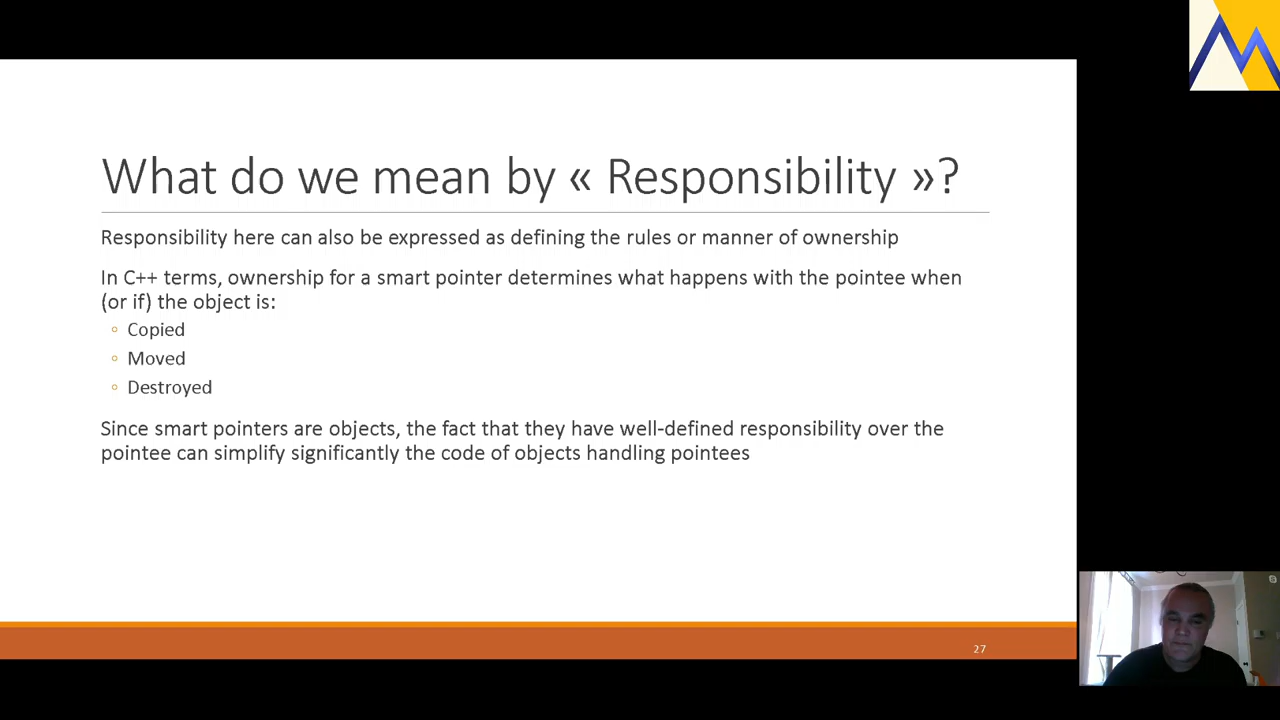 What do we mean by « Responsibility »?
Responsibility here can also be expressed as defining the rules or manner of ownership
In C++ terms, ownership for a smart pointer determines what happens with the pointee when
(or if) the object is:
◦ Copied
◦ Moved
◦ Destroyed
Since smart pointers are objects, the fact that they have well-defined responsibility over the
pointee can simplify significantly the code of objects handling pointees
27